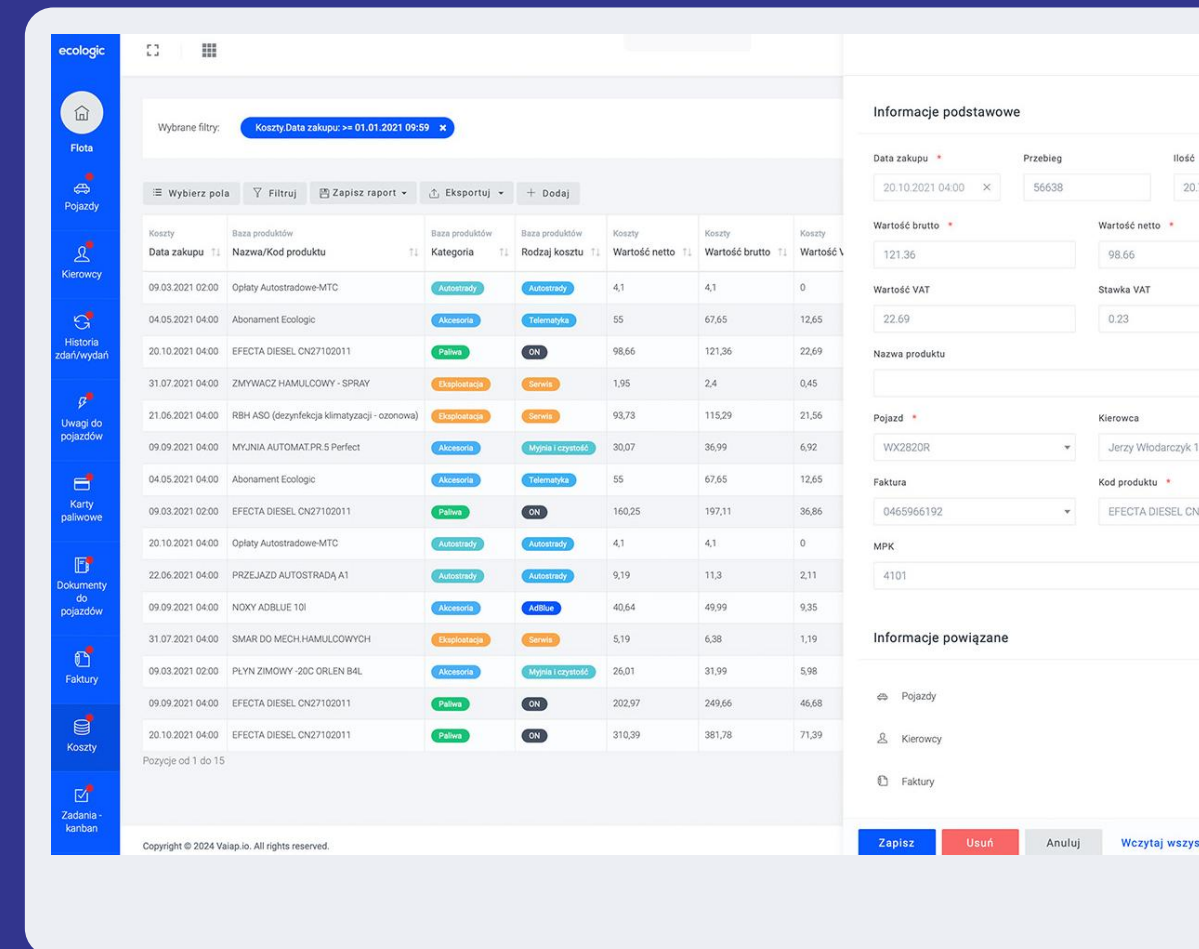 ecologic
Flota
Pojazdy
Kierowcy
Historia
zdań/wydań
Uwagi do
pojazdów
Karty
paliwowe
Dokumenty
do
pojazdów
Faktury
Koszty
Zadania -
kanban
Wybrane filtry: Koszty.Data zakupu: >= 01.01.2021 09:59 ×
Wybierz pola Filtruj Zapisz raport Eksportuj + Dodaj
Koszty Baza produktów Baza produktów Baza produktów Koszty Koszty Koszty
Data zakupu Nazwa/Kod produktu Kategoria Rodzaj kosztu Wartość netto Wartość brutto Wartość V
09.03.2021 02:00 Opłaty Autostradowe-MTC Autostrady Autostrady 4,1 4,1 0
04.05.2021 04:00 Abonament Ecologic Akcesoria Telematyka 55 67,65 12,65
20.10.2021 04:00 EFECTA DIESEL CN27102011 Paliwa ON 98,66 121,36 22,69
31.07.2021 04:00 ZMYWACZ HAMULCOWY - SPRAY Eksploatacja Serwis 1,95 2,4 0,45
21.06.2021 04:00 RBH ASO (dezynfekcja klimatyzacji - ozonowa) Eksploatacja Serwis 93,73 115,29 21,56
09.09.2021 04:00 MYJNIA AUTOMAT.PR.5 Perfect Akcesoria Myjnia i czystość 30,07 36,99 6,92
04.05.2021 04:00 Abonament Ecologic Akcesoria Telematyka 55 67,65 12,65
09.03.2021 02:00 EFECTA DIESEL CN27102011 Paliwa ON 160,25 197,11 36,86
20.10.2021 04:00 Opłaty Autostradowe-MTC Autostrady Autostrady 4,1 4,1 0
22.06.2021 04:00 PRZEJAZD AUTOSTRADĄ A1 Autostrady Autostrady 9,19 11,3 2,11
09.09.2021 04:00 NOXY ADBLUE 10l Akcesoria AdBlue 40,64 49,99 9,35
31.07.2021 04:00 SMAR DO MECH.HAMULCOWYCH Eksploatacja Serwis 5,19 6,38 1,19
09.03.2021 02:00 PŁYN ZIMOWY -20C ORLEN B4L Akcesoria Myjnia i czystość 26,01 31,99 5,98
09.09.2021 04:00 EFECTA DIESEL CN27102011 Paliwa ON 202,97 249,66 46,68
20.10.2021 04:00 EFECTA DIESEL CN27102011 Paliwa ON 310,39 381,78 71,39
Pozycje od 1 do 15
Copyright © 2024 Vaiap.io. All rights reserved.
Informacje podstawowe
Data zakupu * Przebieg Ilość
20.10.2021 04:00 × 56638 20.
Wartość brutto * Wartość netto *
121.36 98.66
Wartość VAT Stawka VAT
22.69 0.23
Nazwa produktu
Pojazd * Kierowca
WX2820R Jerzy Włodarczyk 1
Faktura Kod produktu *
0465966192 EFECTA DIESEL CN
MPK
4101
Informacje powiązane
Pojazdy
Kierowcy
Faktury
Zapisz Usuń Anuluj Wczytaj wszys